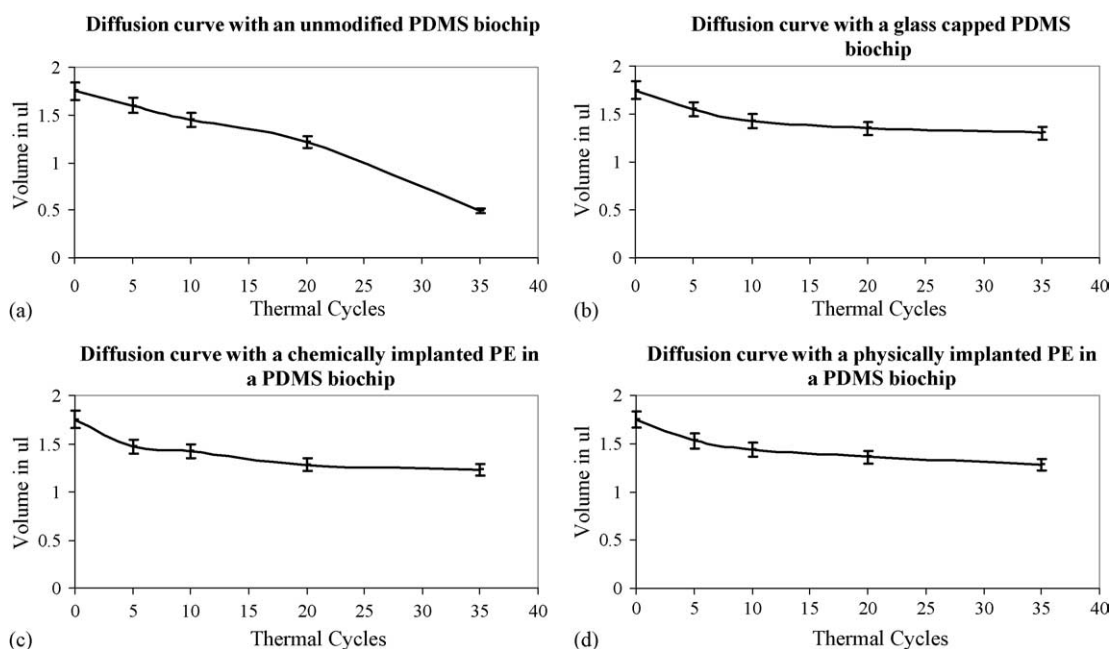 Diffusion curve with an unmodified PDMS biochip
2
1.5
1
0.5
0
Volume in ul
0 5 10 15 20 25 30 35 40
Thermal Cycles
(a)
Diffusion curve with a glass capped PDMS
biochip
2
1.5
1
0.5
0
Volume in ul
0 5 10 15 20 25 30 35 40
Thermal Cycles
(b)
Diffusion curve with a chemically implanted PE in
a PDMS biochip
2
1.5
1
0.5
0
Volume in ul
0 5 10 15 20 25 30 35 40
Thermal Cycles
(c)
Diffusion curve with a physically implanted PE in
a PDMS biochip
2
1.5
1
0.5
0
Volume in ul
0 5 10 15 20 25 30 35 40
Thermal Cycles
(d)